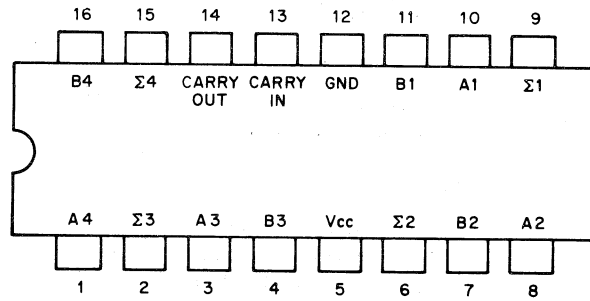 16 15 14 13 12 11 10 9
B4 Σ4 CARRY OUT CARRY IN GND B1 A1 Σ1
A4 Σ3 A3 B3 Vcc Σ2 B2 A2
1 2 3 4 5 6 7 8